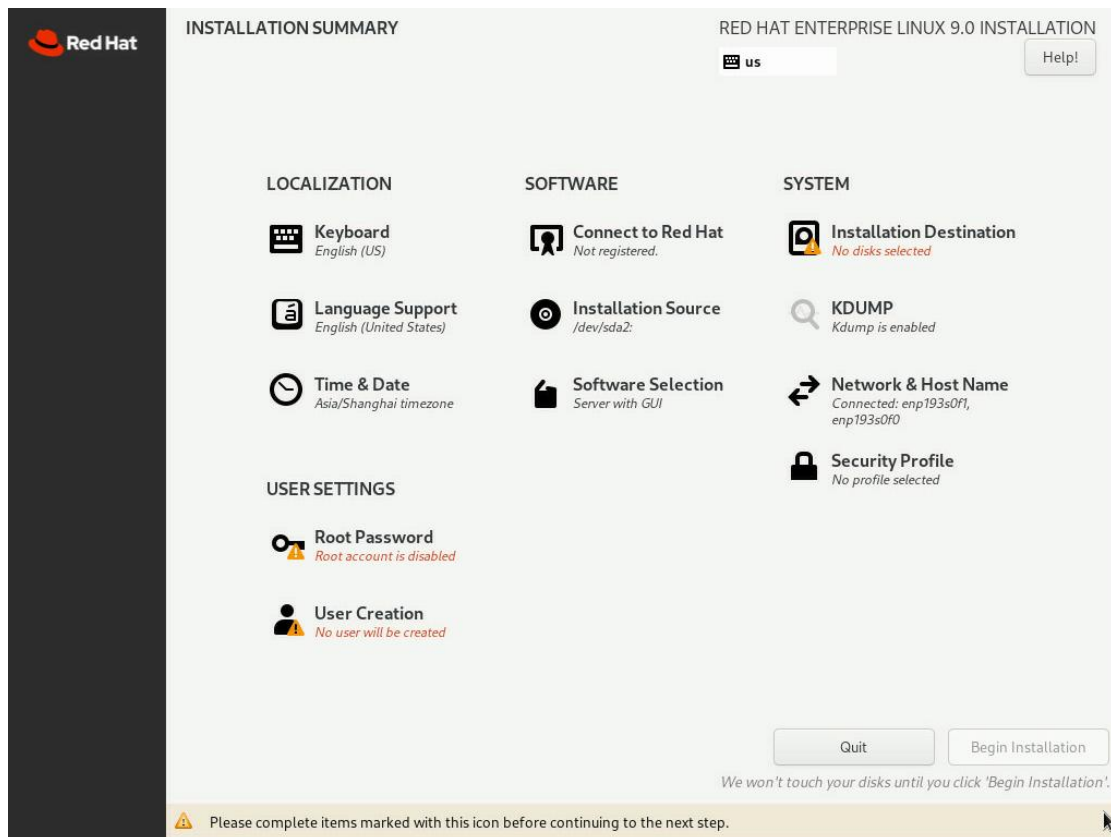 Red Hat
INSTALLATION SUMMARY
RED HAT ENTERPRISE LINUX 9.0 INSTALLATION
us
Help!
LOCALIZATION
Keyboard
English (US)
Language Support
English (United States)
Time & Date
Asia/Shanghai timezone
SOFTWARE
Connect to Red Hat
Not registered.
Installation Source
/dev/sda2:
Software Selection
Server with GUI
SYSTEM
Installation Destination
No disks selected
KDUMP
Kdump is enabled
Network & Host Name
Connected: enp193s0f1,
enp193s0f0
Security Profile
No profile selected
USER SETTINGS
Root Password
Root account is disabled
User Creation
No user will be created
Quit
Begin Installation
We won't touch your disks until you click 'Begin Installation'.
Please complete items marked with this icon before continuing to the next step.